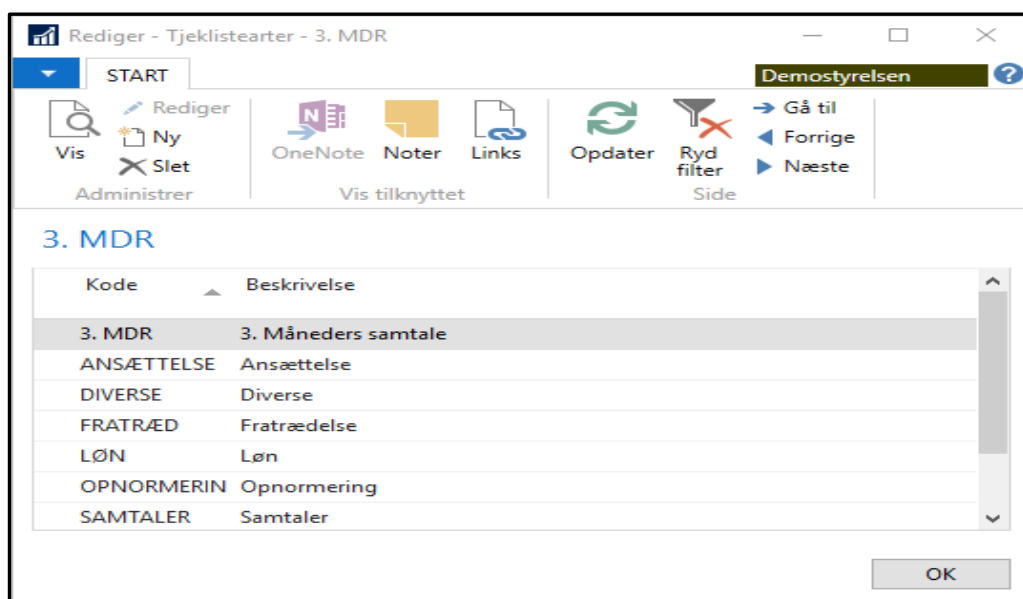 Rediger - Tjeklistearter - 3. MDR
START
Demostyrelsen
Vis
Rediger
Ny
Slet
Administrer
OneNote
Noter
Links
Vis tilknyttet
Opdater
Ryd
filter
Gå til
Forrige
Næste
Side
3. MDR
Kode Beskrivelse
3. MDR 3. Måneders samtale
ANSÆTTELSE Ansættelse
DIVERSE Diverse
FRATRÆD Fratrædelse
LØN Løn
OPNORMERIN Opnormering
SAMTALER Samtaler
OK